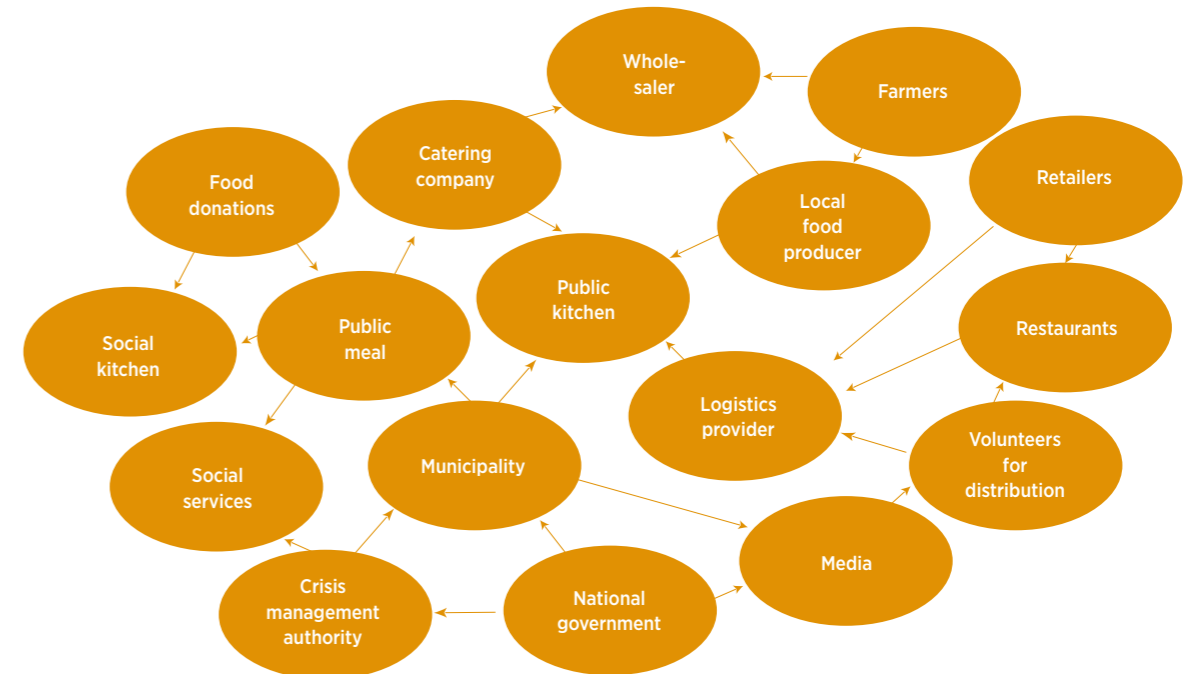 Whole-
saler
Farmers
Catering
company
Retailers
Food
donations
Local
food
producer
Public
kitchen
Restaurants
Social
kitchen
Public
meal
Logistics
provider
Municipality
Volunteers
for
distribution
Social
services
Media
Crisis
management
authority
National
government